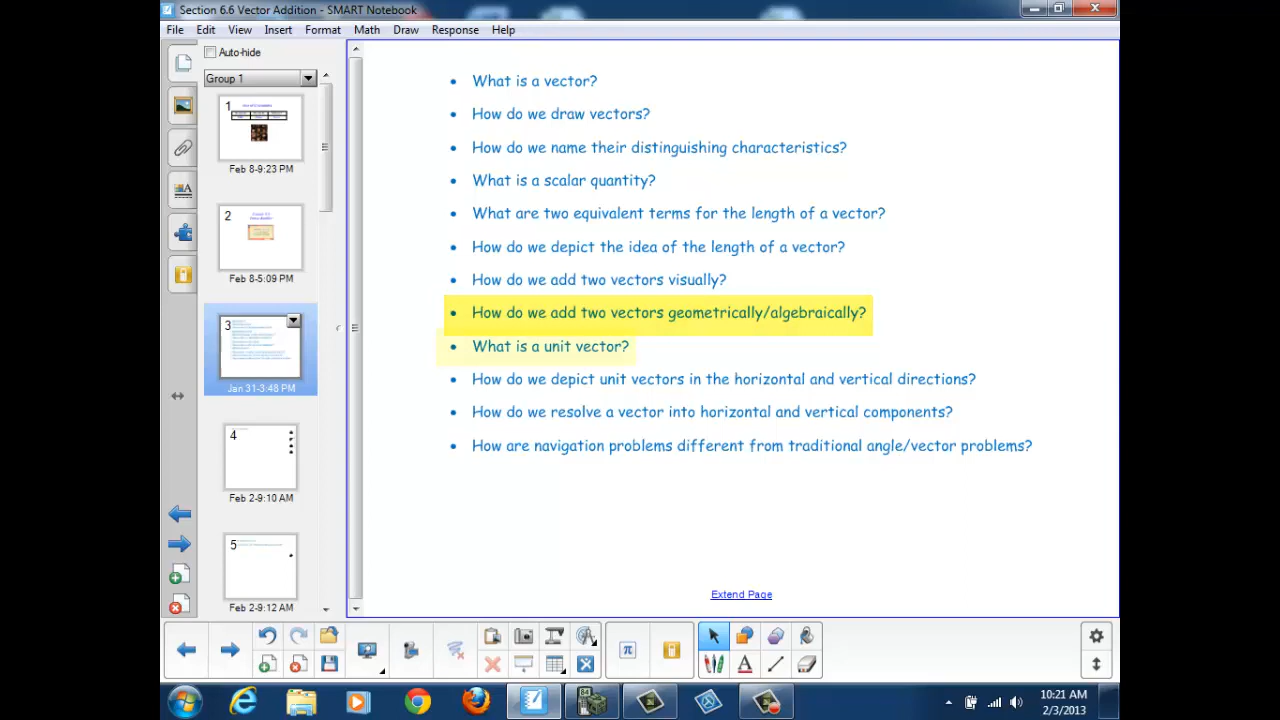 Section 6.6 Vector Addition - SMART Notebook
File Edit View Insert Format Math Draw Response Help
Auto-hide
Group 1
1
Feb 8-9:23 PM
2
Feb 8-5:09 PM
3
Jan 31-3:48 PM
4
Feb 2-9:10 AM
5
Feb 2-9:12 AM
• What is a vector?
• How do we draw vectors?
• How do we name their distinguishing characteristics?
• What is a scalar quantity?
• What are two equivalent terms for the length of a vector?
• How do we depict the idea of the length of a vector?
• How do we add two vectors visually?
• How do we add two vectors geometrically/algebraically?
• What is a unit vector?
• How do we depict unit vectors in the horizontal and vertical directions?
• How do we resolve a vector into horizontal and vertical components?
• How are navigation problems different from traditional angle/vector problems?
Extend Page
π
A
10:21 AM
2/3/2013